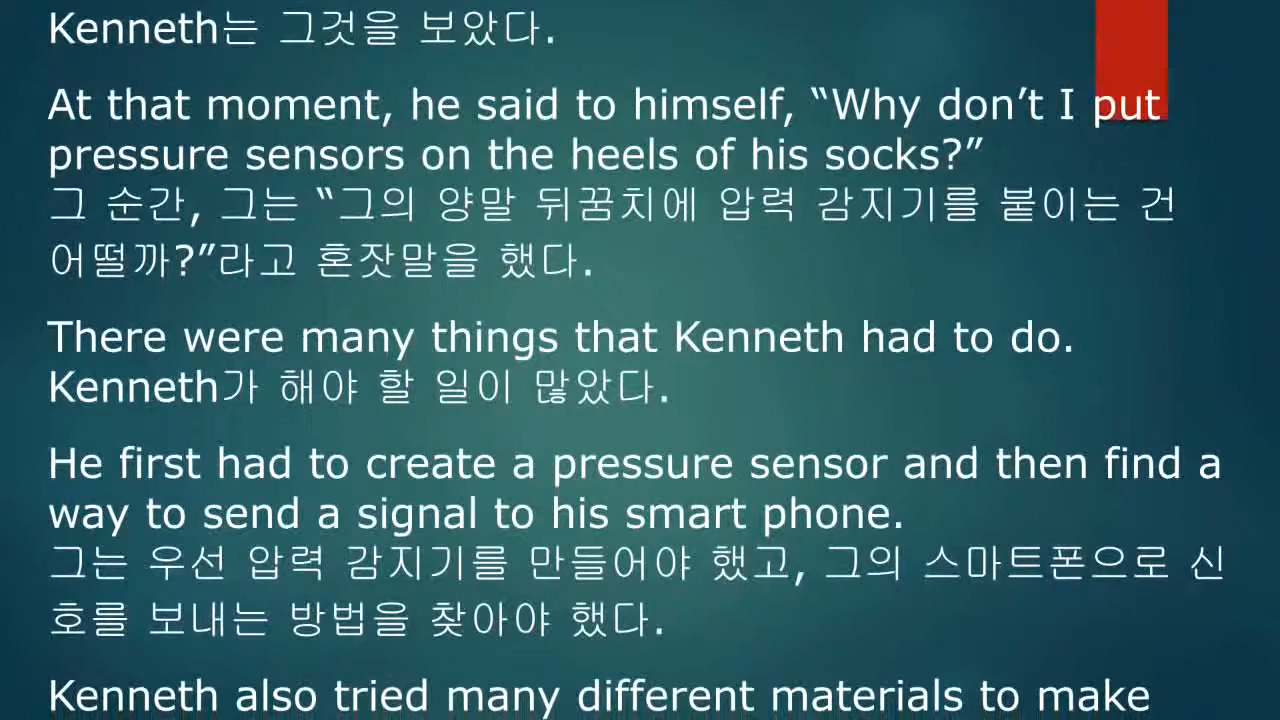 Kenneth는 그것을 보았다.
At that moment, he said to himself, “Why don’t I put
pressure sensors on the heels of his socks?”
그 순간, 그는 “그의 양말 뒤꿈치에 압력 감지기를 붙이는 건
어떨까?”라고 혼잣말을 했다.
There were many things that Kenneth had to do.
Kenneth가 해야 할 일이 많았다.
He first had to create a pressure sensor and then find a
way to send a signal to his smart phone.
그는 우선 압력 감지기를 만들어야 했고, 그의 스마트폰으로 신
호를 보내는 방법을 찾아야 했다.
Kenneth also tried many different materials to make